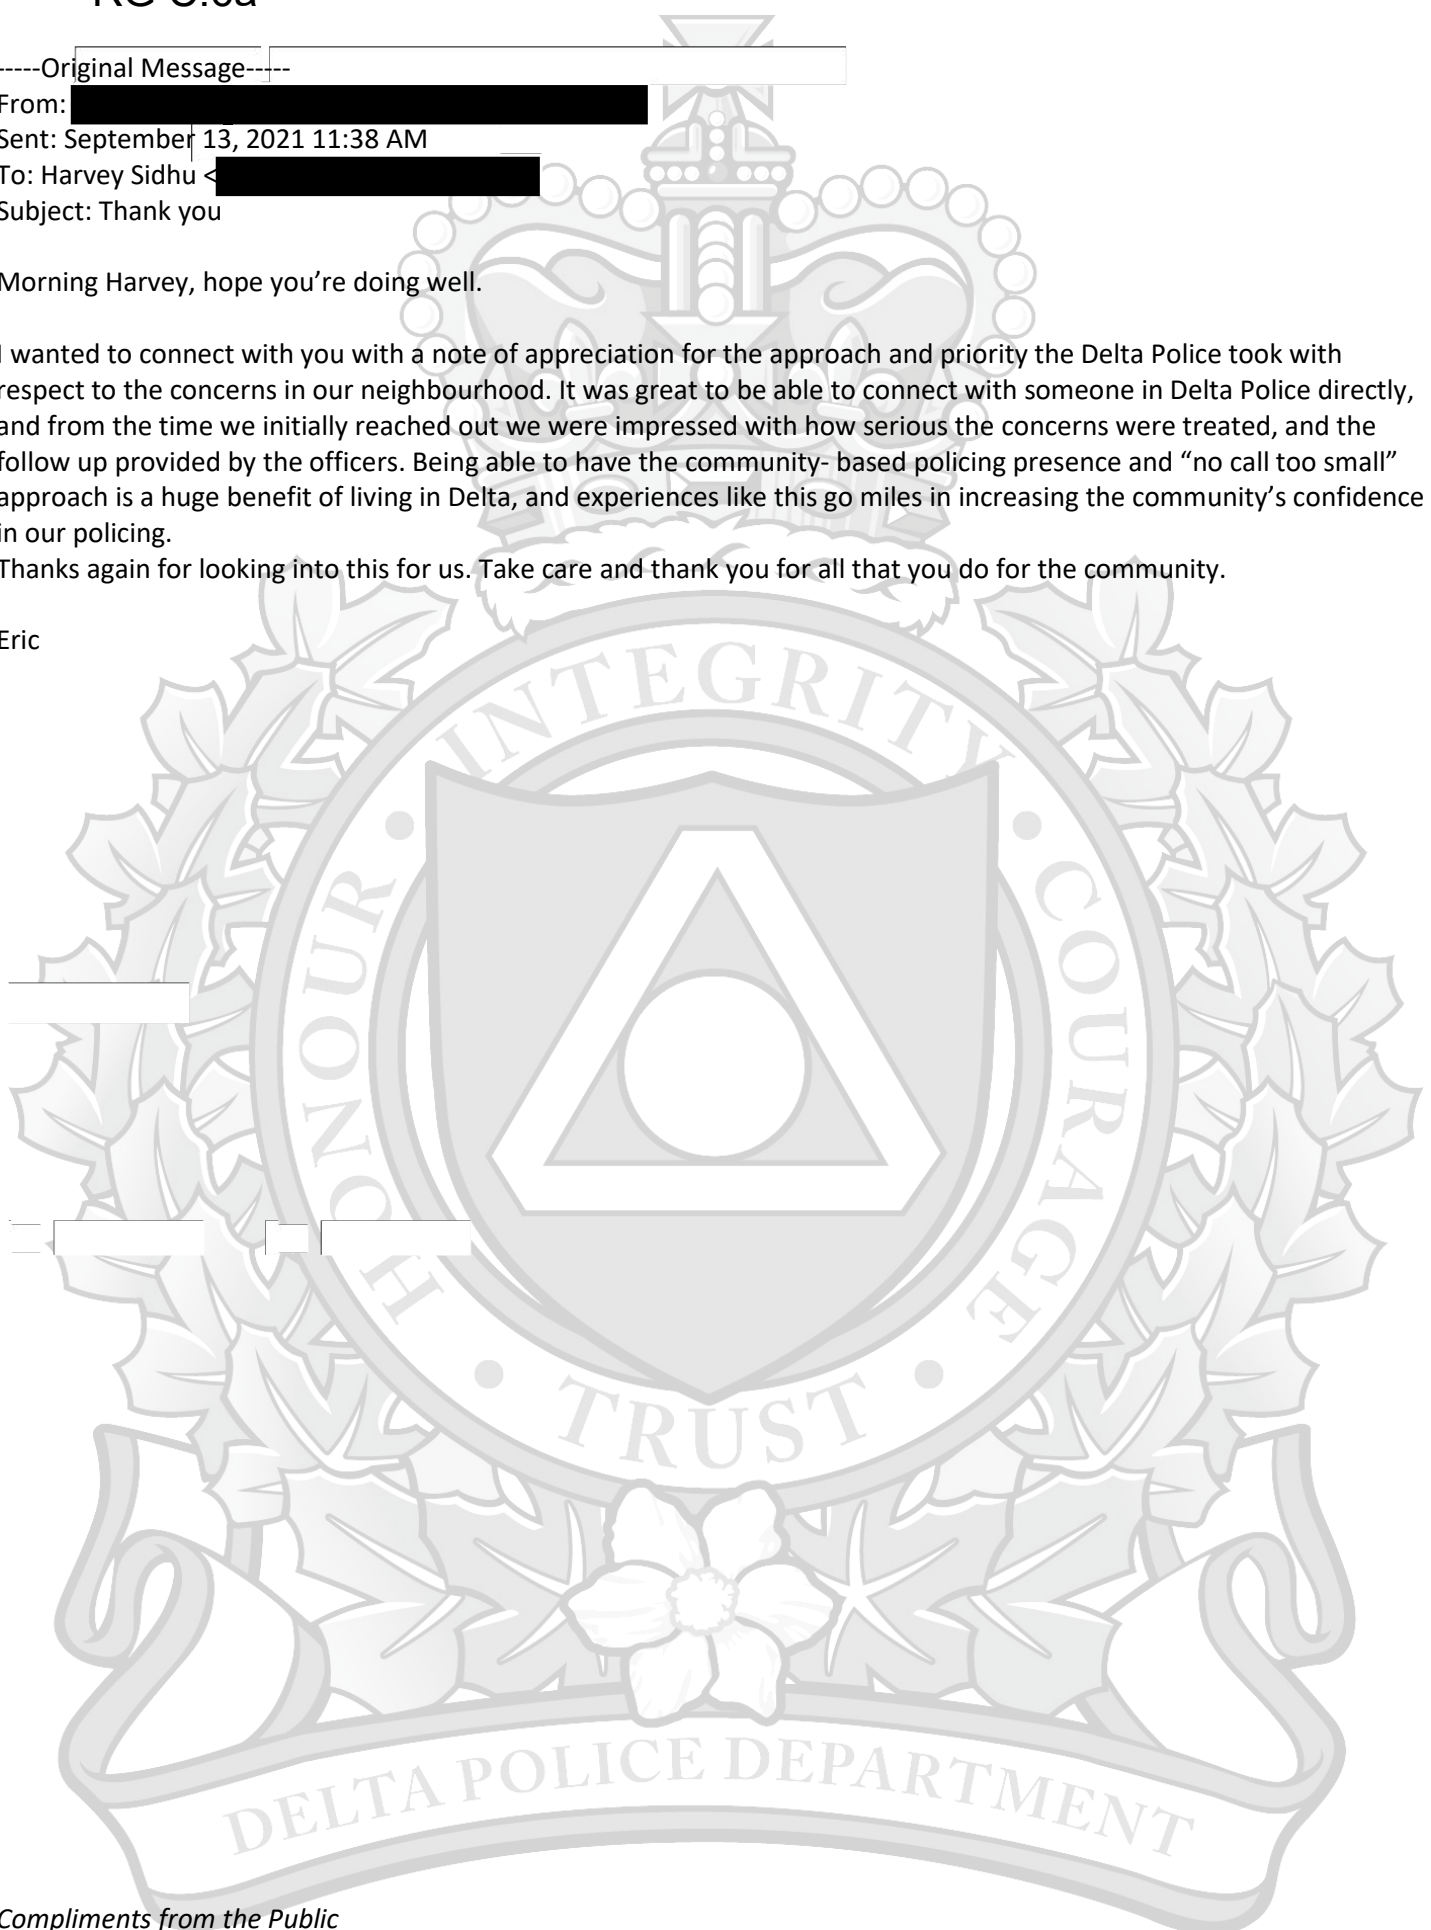 -----Original Message-----
From:
Sent: September 13, 2021 11:38 AM
To: Harvey Sidhu <
Subject: Thank you
Morning Harvey, hope you’re doing well.
I wanted to connect with you with a note of appreciation for the approach and priority the Delta Police took with
respect to the concerns in our neighbourhood. It was great to be able to connect with someone in Delta Police directly,
and from the time we initially reached out we were impressed with how serious the concerns were treated, and the
follow up provided by the officers. Being able to have the community- based policing presence and “no call too small”
approach is a huge benefit of living in Delta, and experiences like this go miles in increasing the community’s confidence
in our policing.
Thanks again for looking into this for us. Take care and thank you for all that you do for the community.
Eric
INTEGRITY
HONOUR
COURAGE
TRUST
DELTA POLICE DEPARTMENT
Compliments from the Public